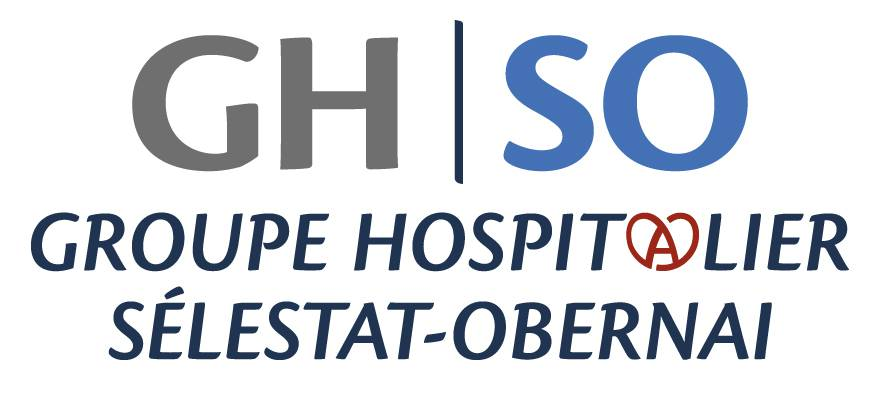 GH|SO
GROUPE HOSPITALIER
SÉLESTAT-OBERNAI